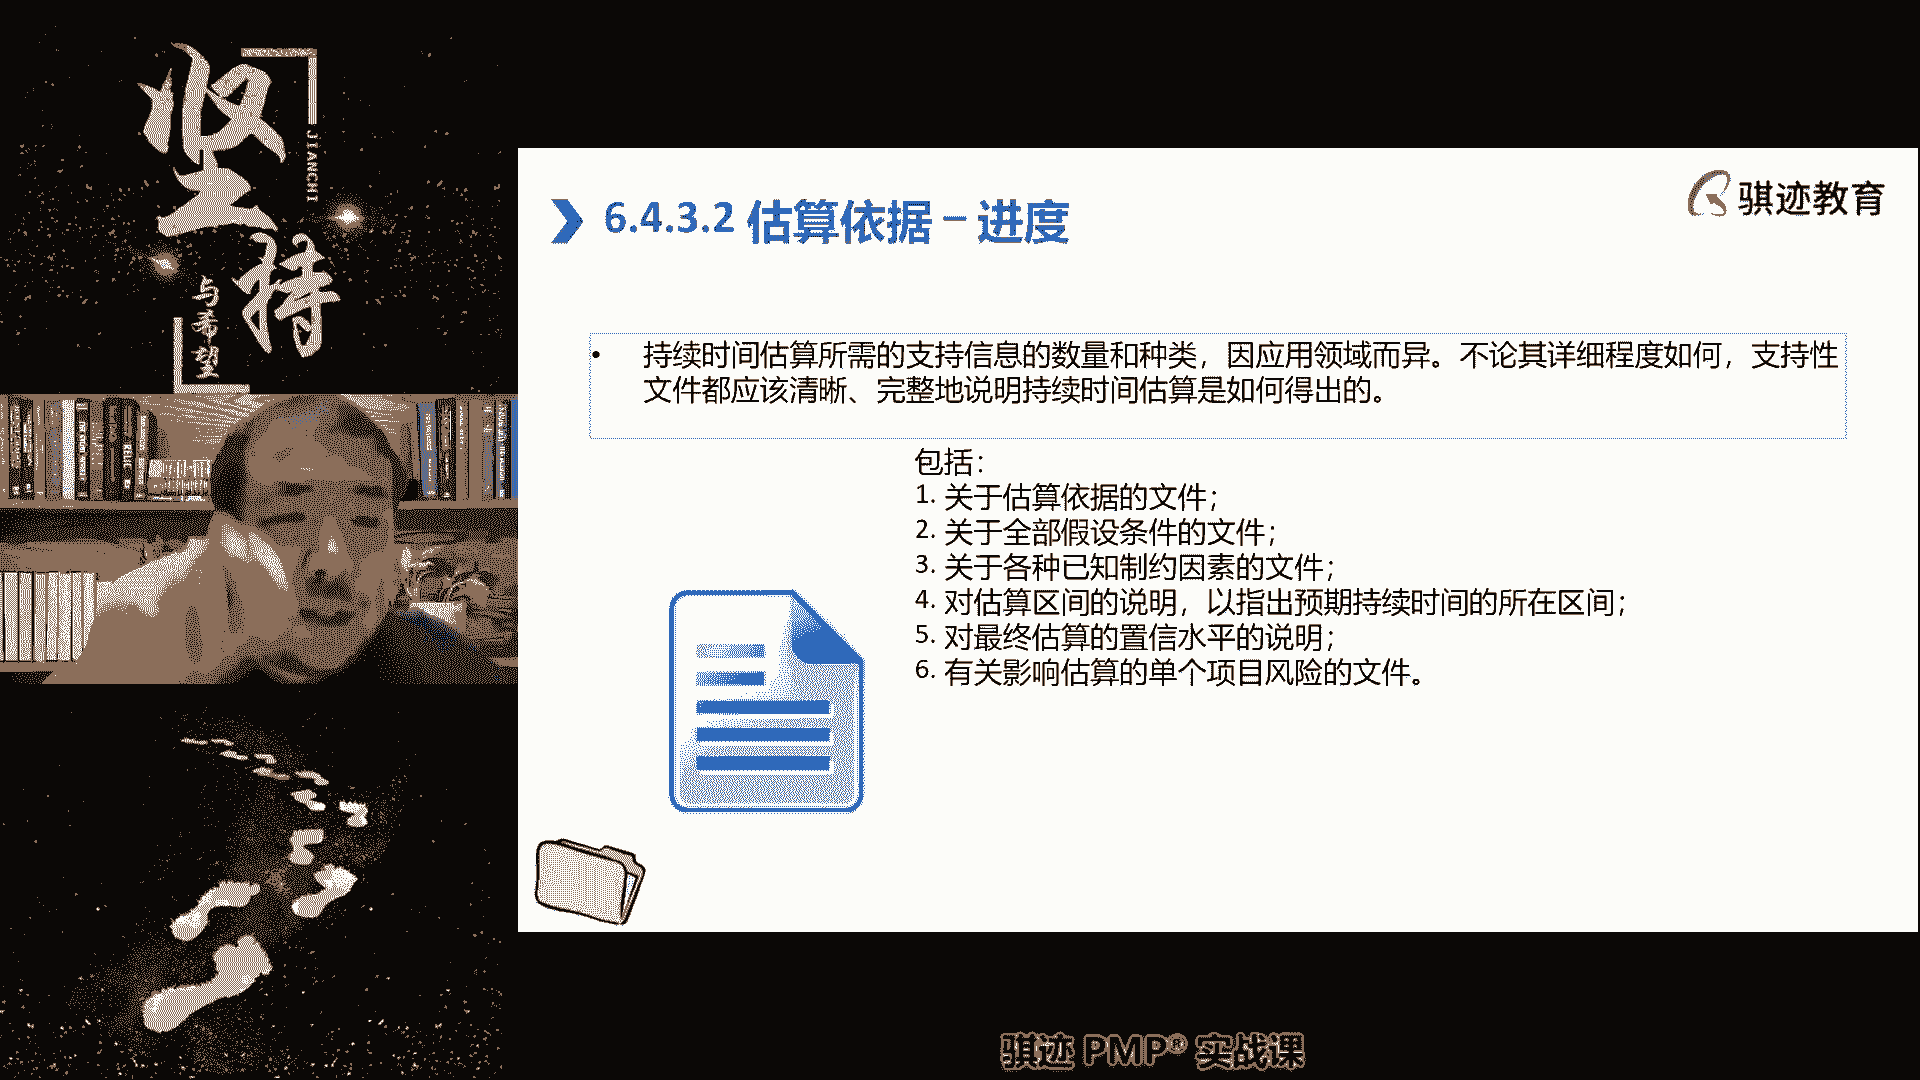 坚持
JIANCHI
与希望
骐迹教育
6.4.3.2 估算依据 – 进度
• 持续时间估算所需的支持信息的数量和种类，因应用领域而异。不论其详细程度如何，支持性
文件都应该清晰、完整地说明持续时间估算是如何得出的。
包括：
1. 关于估算依据的文件；
2. 关于全部假设条件的文件；
3. 关于各种已知制约因素的文件；
4. 对估算区间的说明，以指出预期持续时间的所在区间；
5. 对最终估算的置信水平的说明；
6. 有关影响估算的单个项目风险的文件。
骐迹 PMP® 实战课